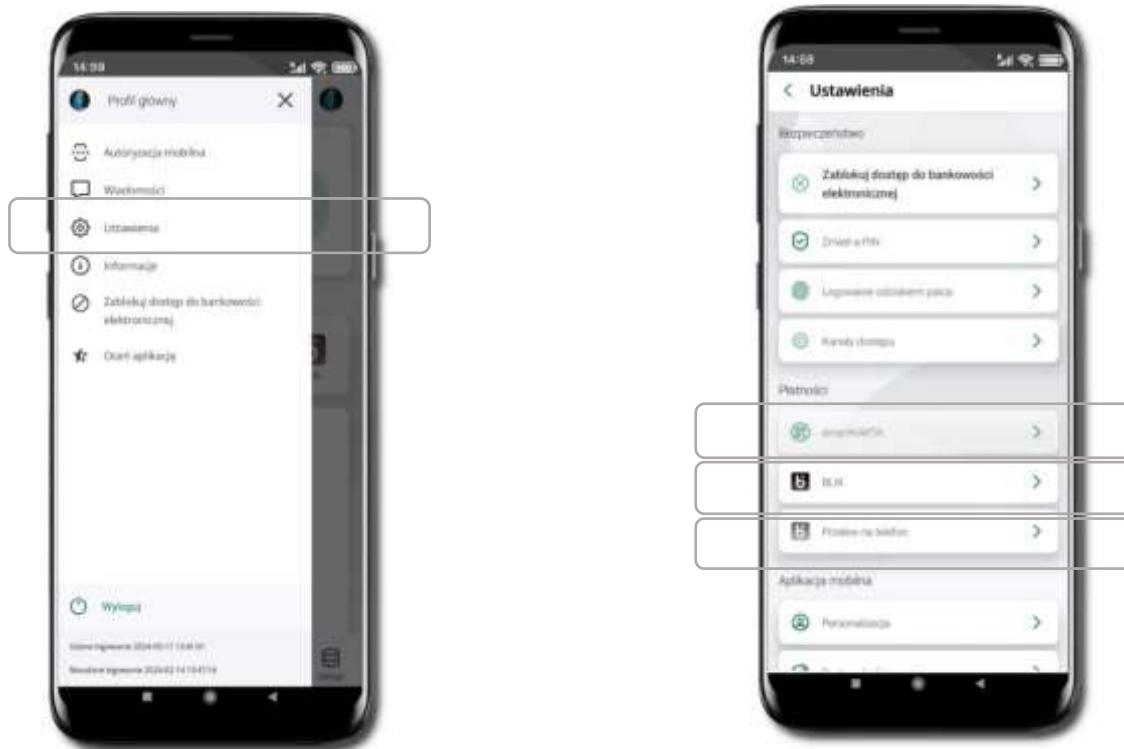 14:59
Profil główny
Autoryzacja mobilna
Wiadomości
Ustawienia
Informacje
Zablokuj dostęp do bankowości
elektronicznej
Oceń aplikację
Wyloguj
14:59
Ustawienia
Bezpieczeństwo
Zablokuj dostęp do bankowości
elektronicznej
Zmień e-PIN
Logowanie odciskiem palca
Kanały dostępu
Płatności
BLIK
Przelew na telefon
Aplikacja mobilna
Personalizacja